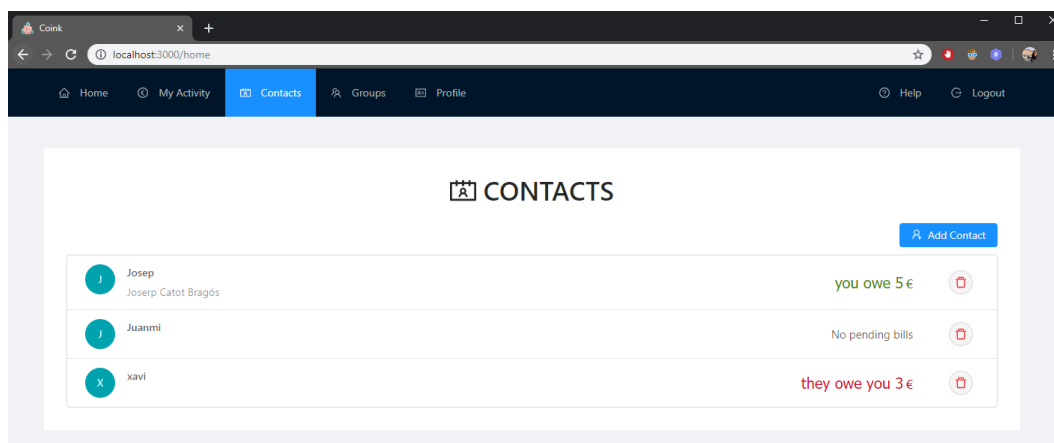 Coink
localhost:3000/home
Home My Activity Contacts Groups Profile Help Logout
CONTACTS
Add Contact
J Josep you owe 5 €
Joserp Catot Bragós
J Juanmi No pending bills
X xavi they owe you 3 €